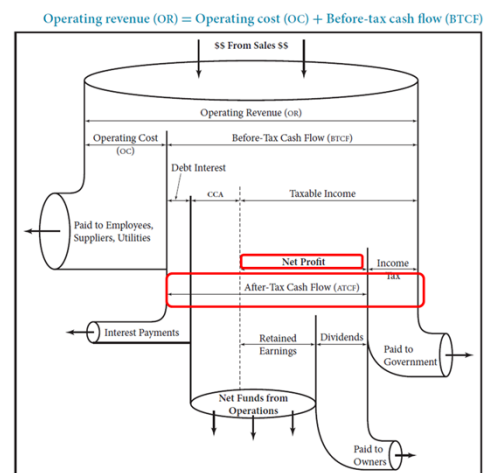 Operating revenue (OR) = Operating cost (OC) + Before-tax cash flow (BTCF)
$$ From Sales $$
Operating Revenue (OR)
Operating Cost
(OC)
Before-Tax Cash Flow (BTCF)
Debt Interest
CCA
Taxable Income
Paid to Employees,
Suppliers, Utilities
Net Profit
Income
Tax
After-Tax Cash Flow (ATCF)
Interest Payments
Retained
Earnings
Dividends
Paid to
Government
Net Funds from
Operations
Paid to
Owners